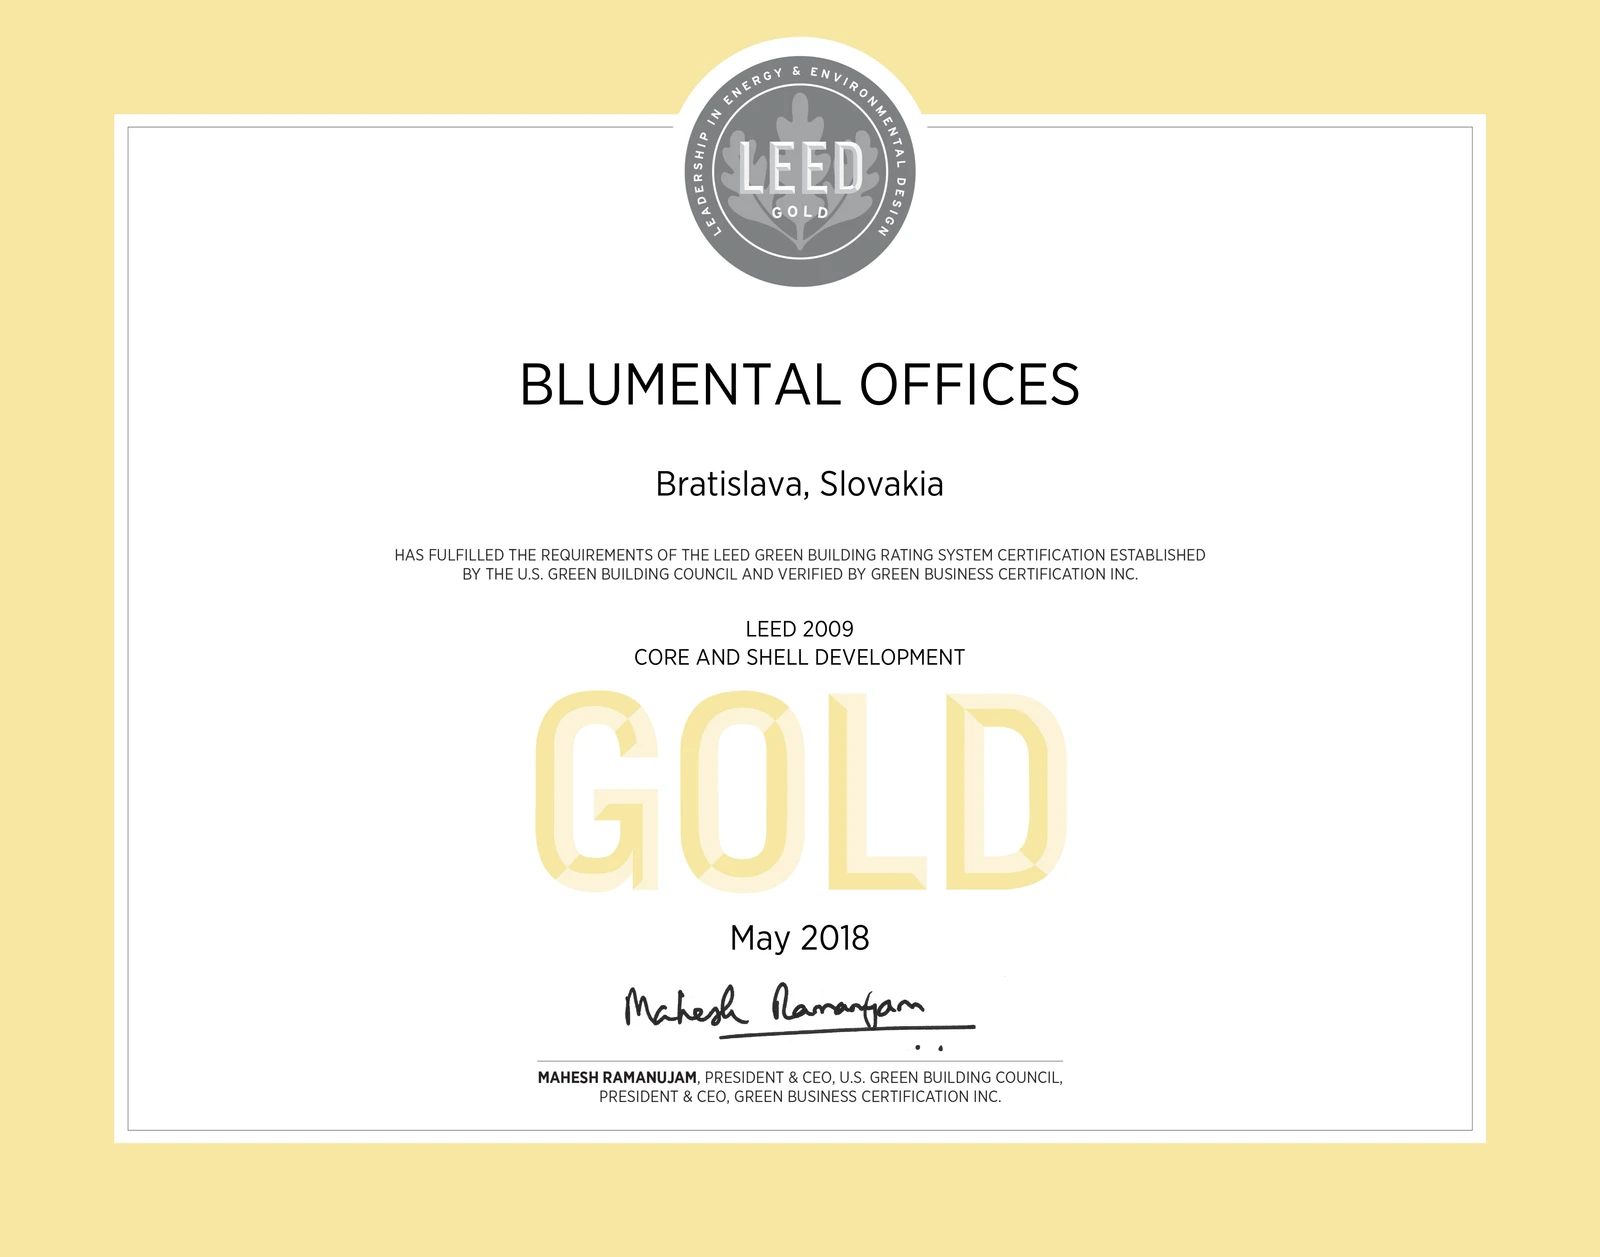 LEADERSHIP IN ENERGY & ENVIRONMENTAL DESIGN
LEED
GOLD
BLUMENTAL OFFICES
Bratislava, Slovakia
HAS FULFILLED THE REQUIREMENTS OF THE LEED GREEN BUILDING RATING SYSTEM CERTIFICATION ESTABLISHED
BY THE U.S. GREEN BUILDING COUNCIL AND VERIFIED BY GREEN BUSINESS CERTIFICATION INC.
LEED 2009
CORE AND SHELL DEVELOPMENT
GOLD
May 2018
Mahesh Ramanujam
MAHESH RAMANUJAM, PRESIDENT & CEO, U.S. GREEN BUILDING COUNCIL,
PRESIDENT & CEO, GREEN BUSINESS CERTIFICATION INC.